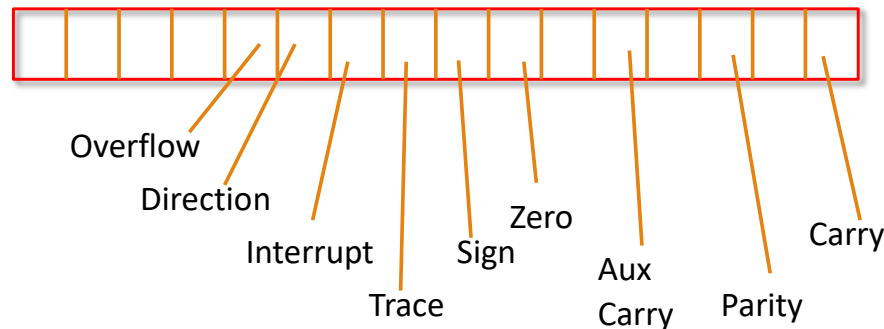 Overflow
Direction
Interrupt
Trace
Sign
Zero
Aux
Carry
Parity
Carry